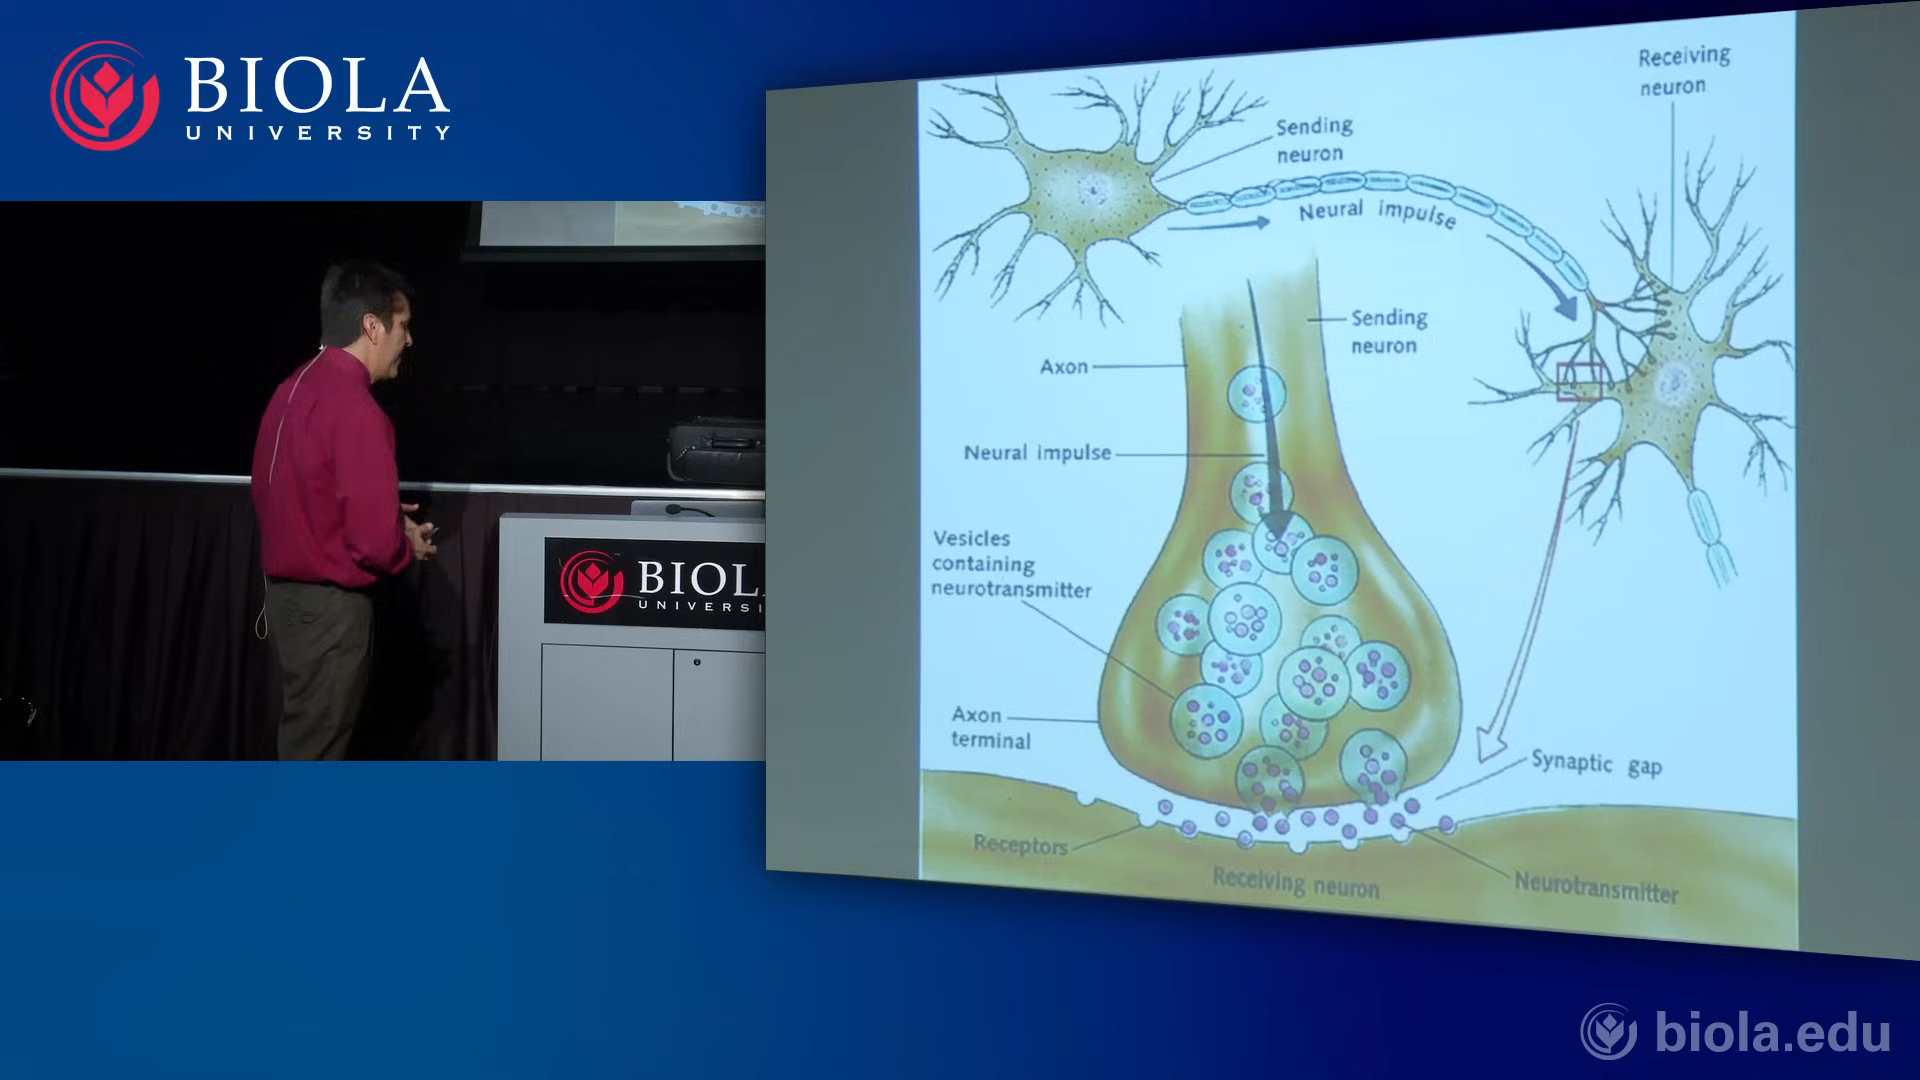 BIOLA
UNIVERSITY
BIOL
UNIVERSI
Receiving
neuron
Sending
neuron
Neural impulse
Sending
neuron
Axon
Neural impulse
Vesicles
containing
neurotransmitter
Axon
terminal
Synaptic gap
Receptors
Receiving neuron
Neurotransmitter
biola.edu